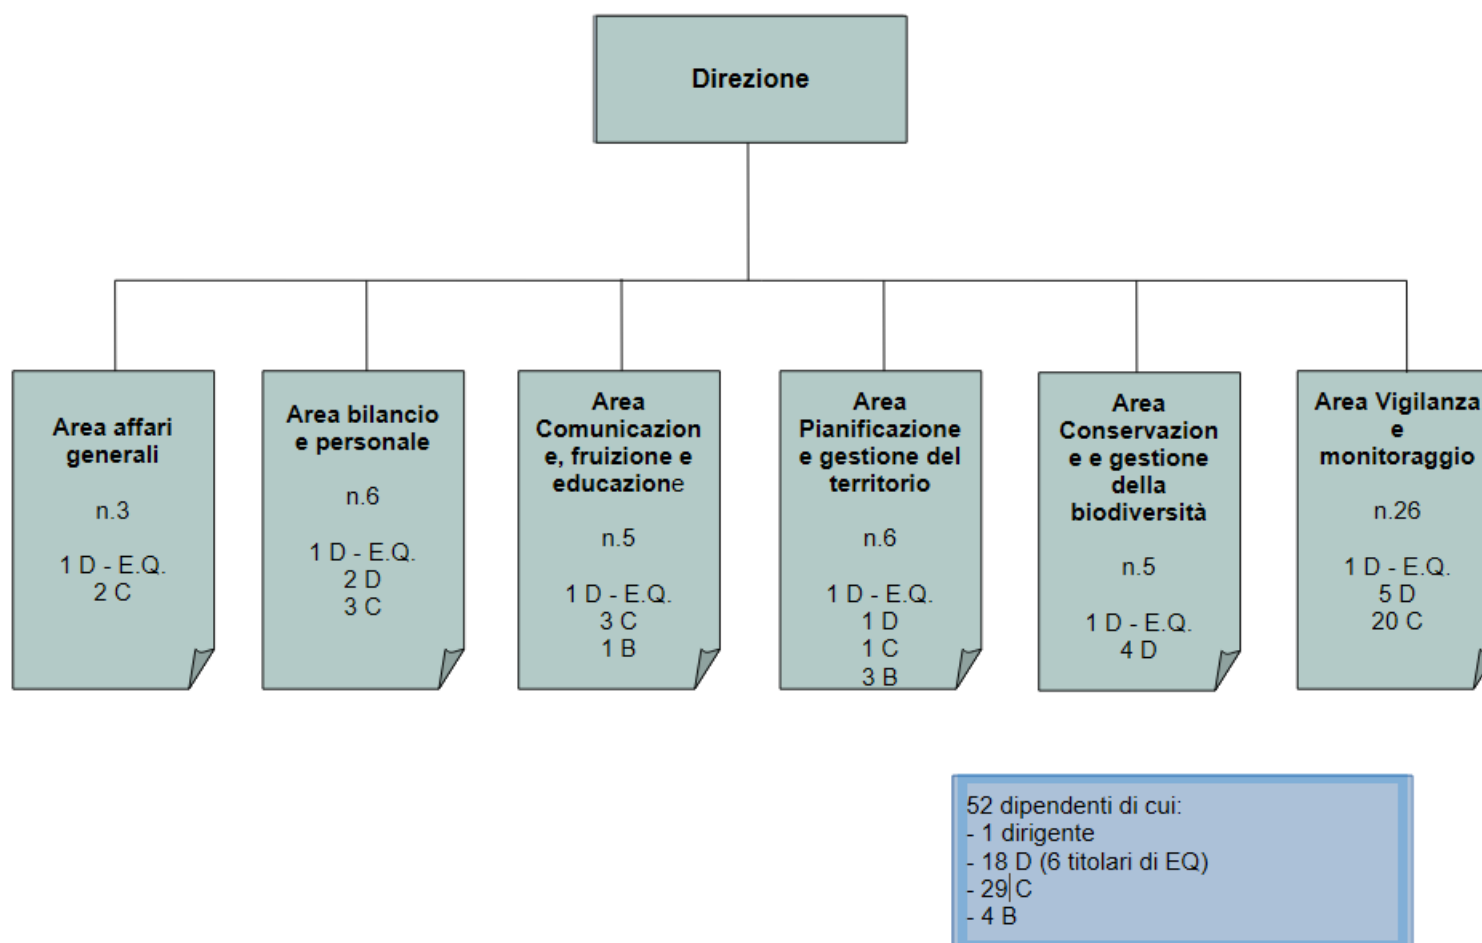 Direzione
Area affari
generali
n.3
1 D - E.Q.
2 C
Area bilancio
e personale
n.6
1 D - E.Q.
2 D
3 C
Area
Comunicazion
e, fruizione e
educazione
n.5
1 D - E.Q.
3 C
1 B
Area
Pianificazione
e gestione del
territorio
n.6
1 D - E.Q.
1 D
1 C
3 B
Area
Conservazion
e e gestione
della
biodiversità
n.5
1 D - E.Q.
4 D
Area Vigilanza
e
monitoraggio
n.26
1 D - E.Q.
5 D
20 C
52 dipendenti di cui:
- 1 dirigente
- 18 D (6 titolari di EQ)
- 29 C
- 4 B